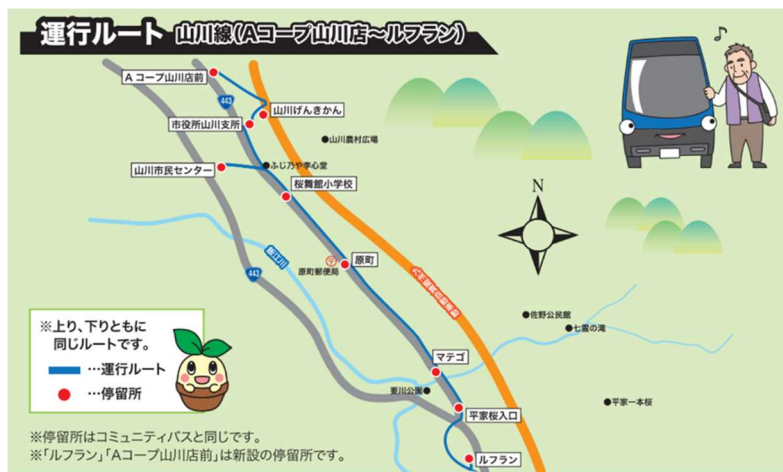 運行ルート 山川線(Aコープ山川店~ルフラン)
Aコープ山川店前
443
山川げんきかん
市役所山川支所
山川農村広場
ふじ乃や孝心堂
山川市民センター
桜舞館小学校
N
原町
原町郵便局
443
佐野公民館
七霊の滝
マテゴ
要川公園
平家一本桜
平家桜入口
ルフラン
※上り、下りともに
同じルートです。
…運行ルート
…停留所
※停留所はコミュニティバスと同じです。
※「ルフラン」「Aコープ山川店前」は新設の停留所です。